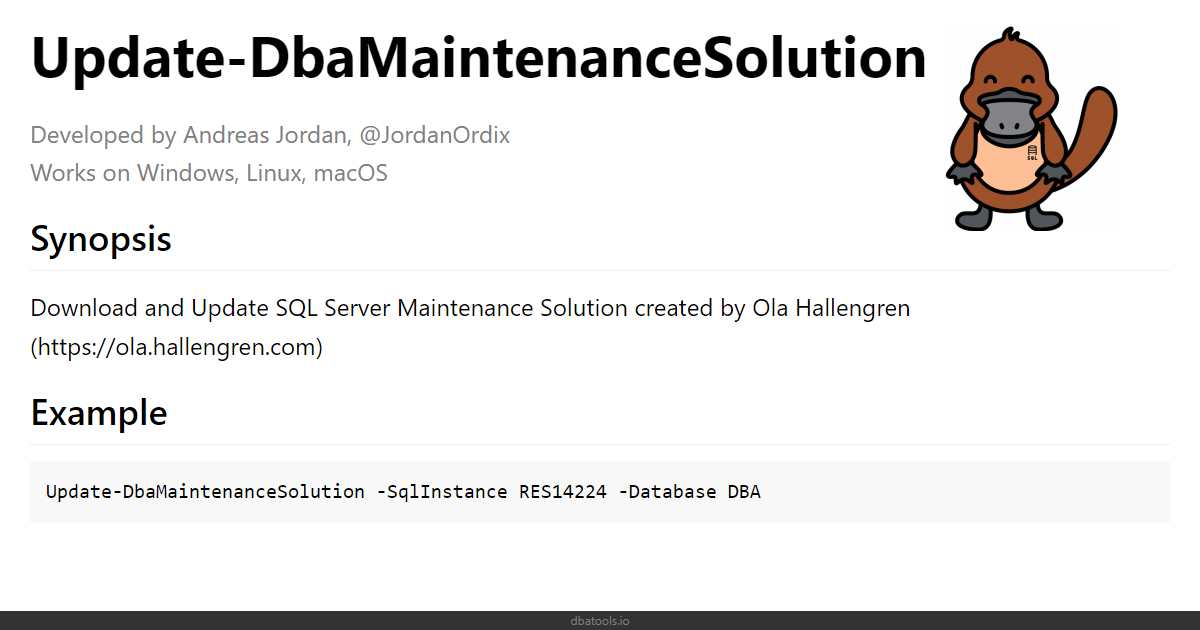 Update-DbaMaintenanceSolution
Developed by Andreas Jordan, @JordanOrdix
Works on Windows, Linux, macOS
SQL
Synopsis
Download and Update SQL Server Maintenance Solution created by Ola Hallengren
(https://ola.hallengren.com)
Example
Update-DbaMaintenanceSolution -SqlInstance RES14224 -Database DBA
dbatools.io